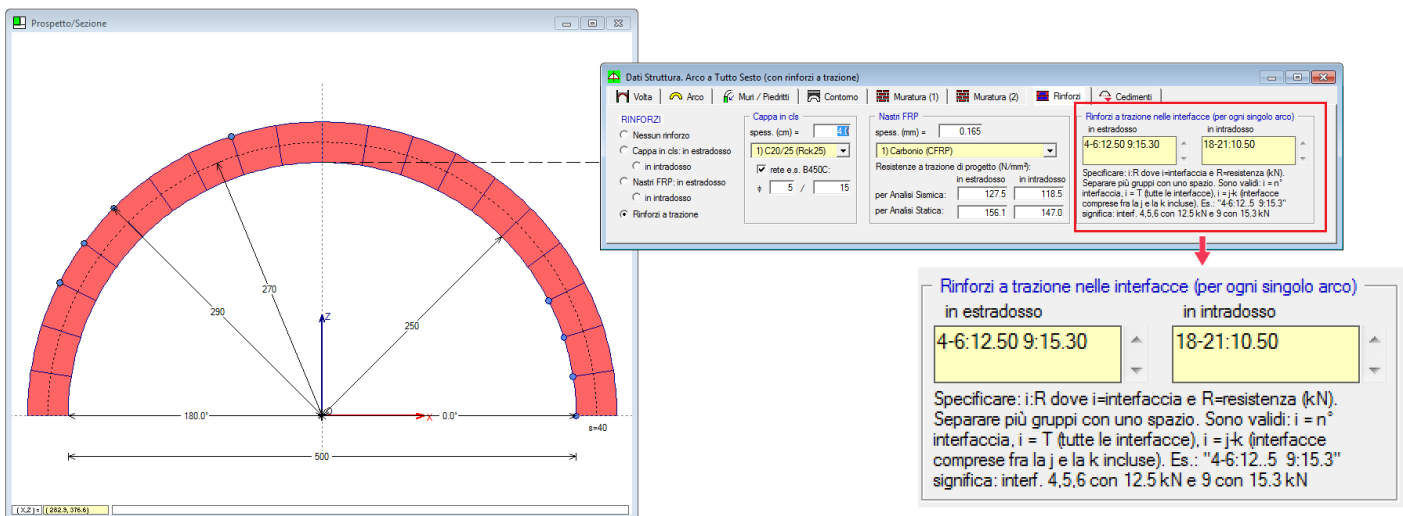 Prospetto/Sezione
290
270
250
Z
X
180.0°
0.0°
s=40
500
( X,Z ) = ( 282.9, 376.6)
Dati Struttura. Arco a Tutto Sesto (con rinforzi a trazione)
Volta Arco Muri / Piedritti Contorno Muratura (1) Muratura (2) Rinforzi Cedimenti
RINFORZI
Nessun rinforzo
Cappa in cls: in estradosso
in intradosso
Nastri FRP: in estradosso
in intradosso
Rinforzi a trazione
Cappa in cls
spess. (cm) =
1) C20/25 (Rck25)
rete e.s. B450C:
ϕ 5 / 15
Nastri FRP
spess. (mm) = 0.165
1) Carbonio (CFRP)
Resistenze a trazione di progetto (N/mm²):
in estradosso in intradosso
per Analisi Sismica: 127.5 118.5
per Analisi Statica: 156.1 147.0
Rinforzi a trazione nelle interfacce (per ogni singolo arco)
in estradosso in intradosso
4-6:12.50 9:15.30 18-21:10.50
Specificare: i:R dove i=interfaccia e R=resistenza (kN).
Separare più gruppi con uno spazio. Sono validi: i = n°
interfaccia, i = T (tutte le interfacce), i = j-k (interfacce
comprese fra la j e la k incluse). Es.: "4-6:12..5 9:15.3"
significa: interf. 4,5,6 con 12.5 kN e 9 con 15.3 kN
Rinforzi a trazione nelle interfacce (per ogni singolo arco)
in estradosso in intradosso
4-6:12.50 9:15.30 18-21:10.50
Specificare: i:R dove i=interfaccia e R=resistenza (kN).
Separare più gruppi con uno spazio. Sono validi: i = n°
interfaccia, i = T (tutte le interfacce), i = j-k (interfacce
comprese fra la j e la k incluse). Es.: "4-6:12..5 9:15.3"
significa: interf. 4,5,6 con 12.5 kN e 9 con 15.3 kN